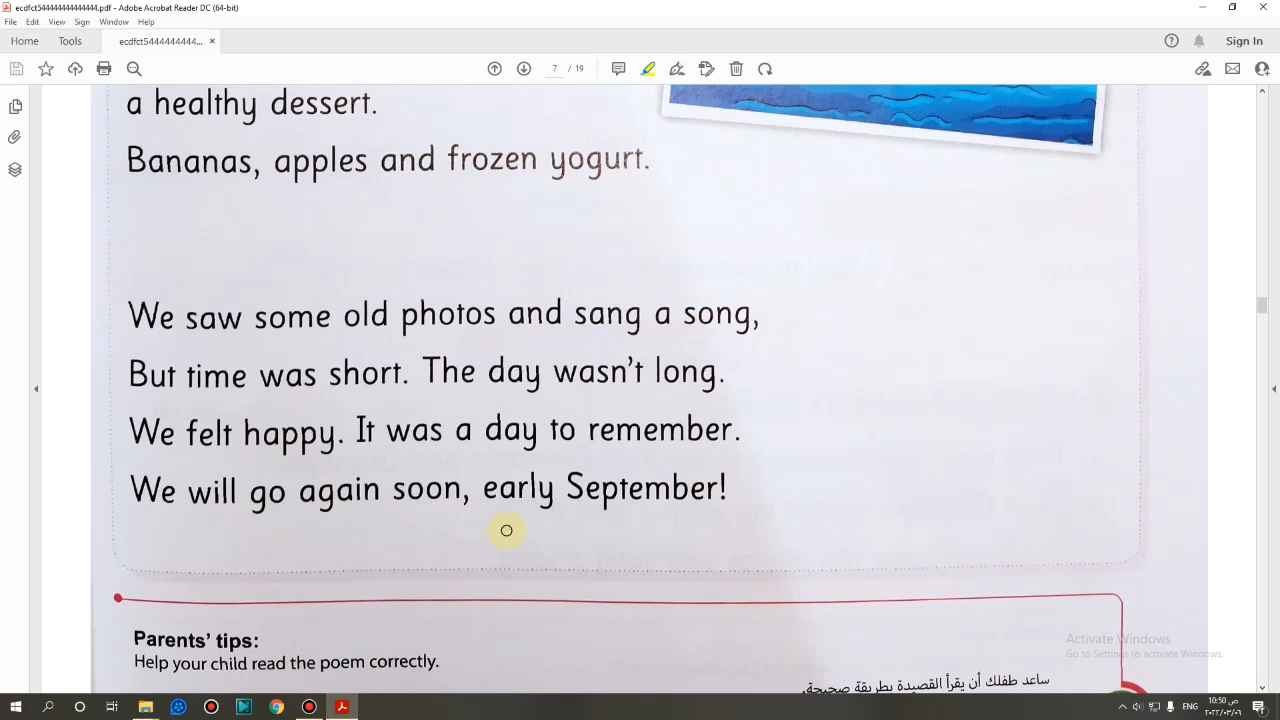 ecdfct544444444444444.pdf - Adobe Acrobat Reader DC (64-bit)
File Edit View Sign Window Help
Home Tools ecdfct5444444444... × Sign In
7 / 19
a healthy dessert.
Bananas, apples and frozen yogurt.
We saw some old photos and sang a song,
But time was short. The day wasn't long.
We felt happy. It was a day to remember.
We will go again soon, early September!
Parents' tips:
Help your child read the poem correctly.
ساعد طفلك أن يقرأ القصيدة بطريقة صحيحة.
Activate Windows
Go to Settings to activate Windows.
10:50 ص